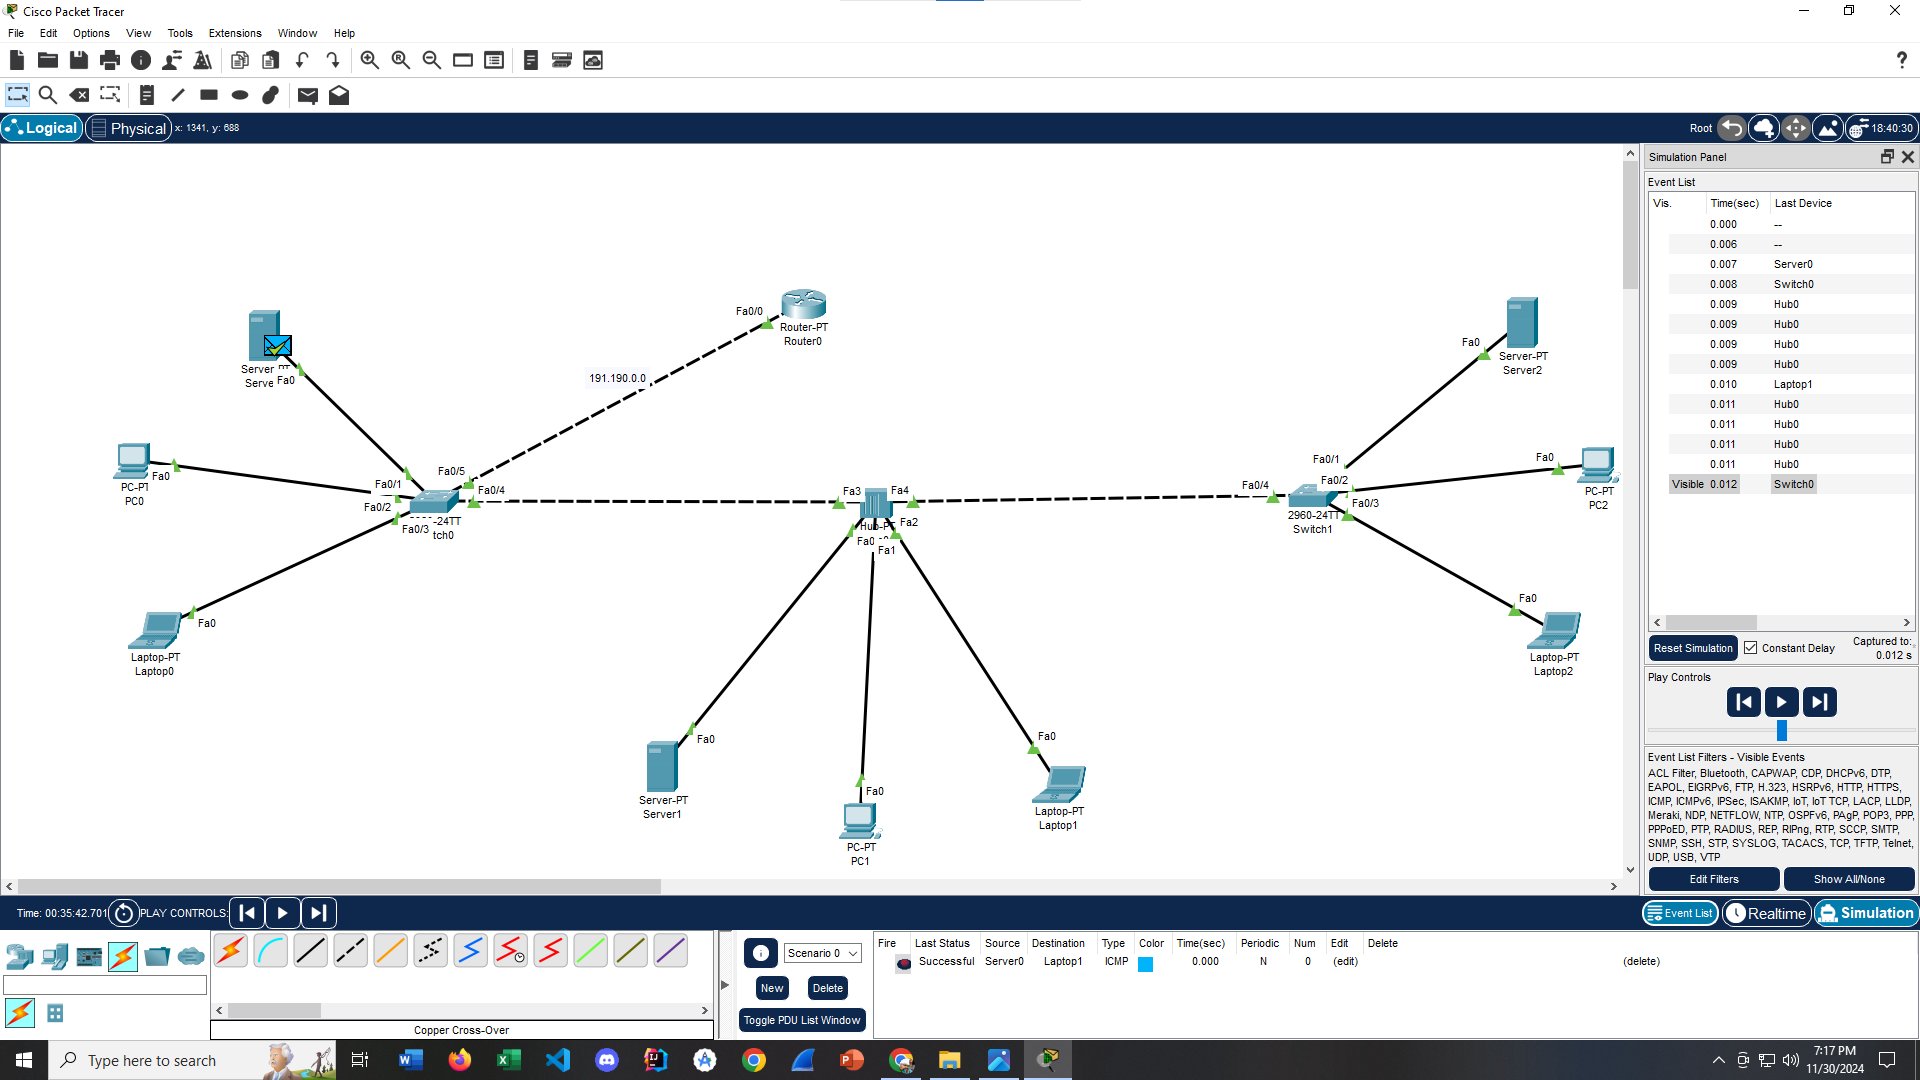 Cisco Packet Tracer
File Edit Options View Tools Extensions Window Help
Logical Physical x: 1341, y: 688 Root 18:40:30
191.190.0.0
Fa0/0
Router-PT
Router0
Server-PT
Fa0
PC-PT
PC0
Fa0
Laptop-PT
Laptop0
Fa0
Fa0/5
Fa0/4
Fa0/1
Fa0/2
Fa0/3
-24TT
tch0
Fa3
Fa4
Fa2
Fa1
Server-PT
Server1
Fa0
PC-PT
PC1
Fa0
Laptop-PT
Laptop1
Fa0
Fa0/4
Fa0/1
Fa0/2
Fa0/3
2960-24TT
Switch1
Fa0
Server-PT
Server2
Fa0
PC-PT
PC2
Fa0
Laptop-PT
Laptop2
Simulation Panel
Event List
Vis. Time(sec) Last Device
0.000 --
0.006 --
0.007 Server0
0.008 Switch0
0.009 Hub0
0.009 Hub0
0.009 Hub0
0.009 Hub0
0.010 Laptop1
0.011 Hub0
0.011 Hub0
0.011 Hub0
0.011 Hub0
Visible 0.012 Switch0
Reset Simulation Constant Delay Captured to:
0.012 s
Play Controls
Event List Filters - Visible Events
ACL Filter, Bluetooth, CAPWAP, CDP, DHCPv6, DTP,
EAPOL, EIGRPv6, FTP, H.323, HSRPv6, HTTP, HTTPS,
ICMP, ICMPv6, IPSec, ISAKMP, IoT, IoT TCP, LACP, LLDP,
Meraki, NDP, NETFLOW, NTP, OSPFv6, PAgP, POP3, PPP,
PPPoED, PTP, RADIUS, REP, RIPng, RTP, SCCP, SMTP,
SNMP, SSH, STP, SYSLOG, TACACS, TCP, TFTP, Telnet,
UDP, USB, VTP
Edit Filters Show All/None
Time: 00:35:42.701 PLAY CONTROLS: Event List Realtime Simulation
Scenario 0
New Delete
Toggle PDU List Window
Fire Last Status Source Destination Type Color Time(sec) Periodic Num Edit Delete
Successful Server0 Laptop1 ICMP 0.000 N 0 (edit) (delete)
Copper Cross-Over
Type here to search
7:17 PM
11/30/2024